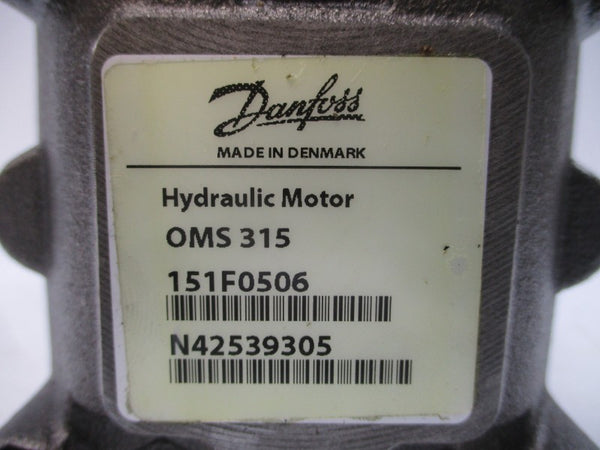 Danfoss
MADE IN DENMARK
Hydraulic Motor
OMS 315
151F0506
N42539305